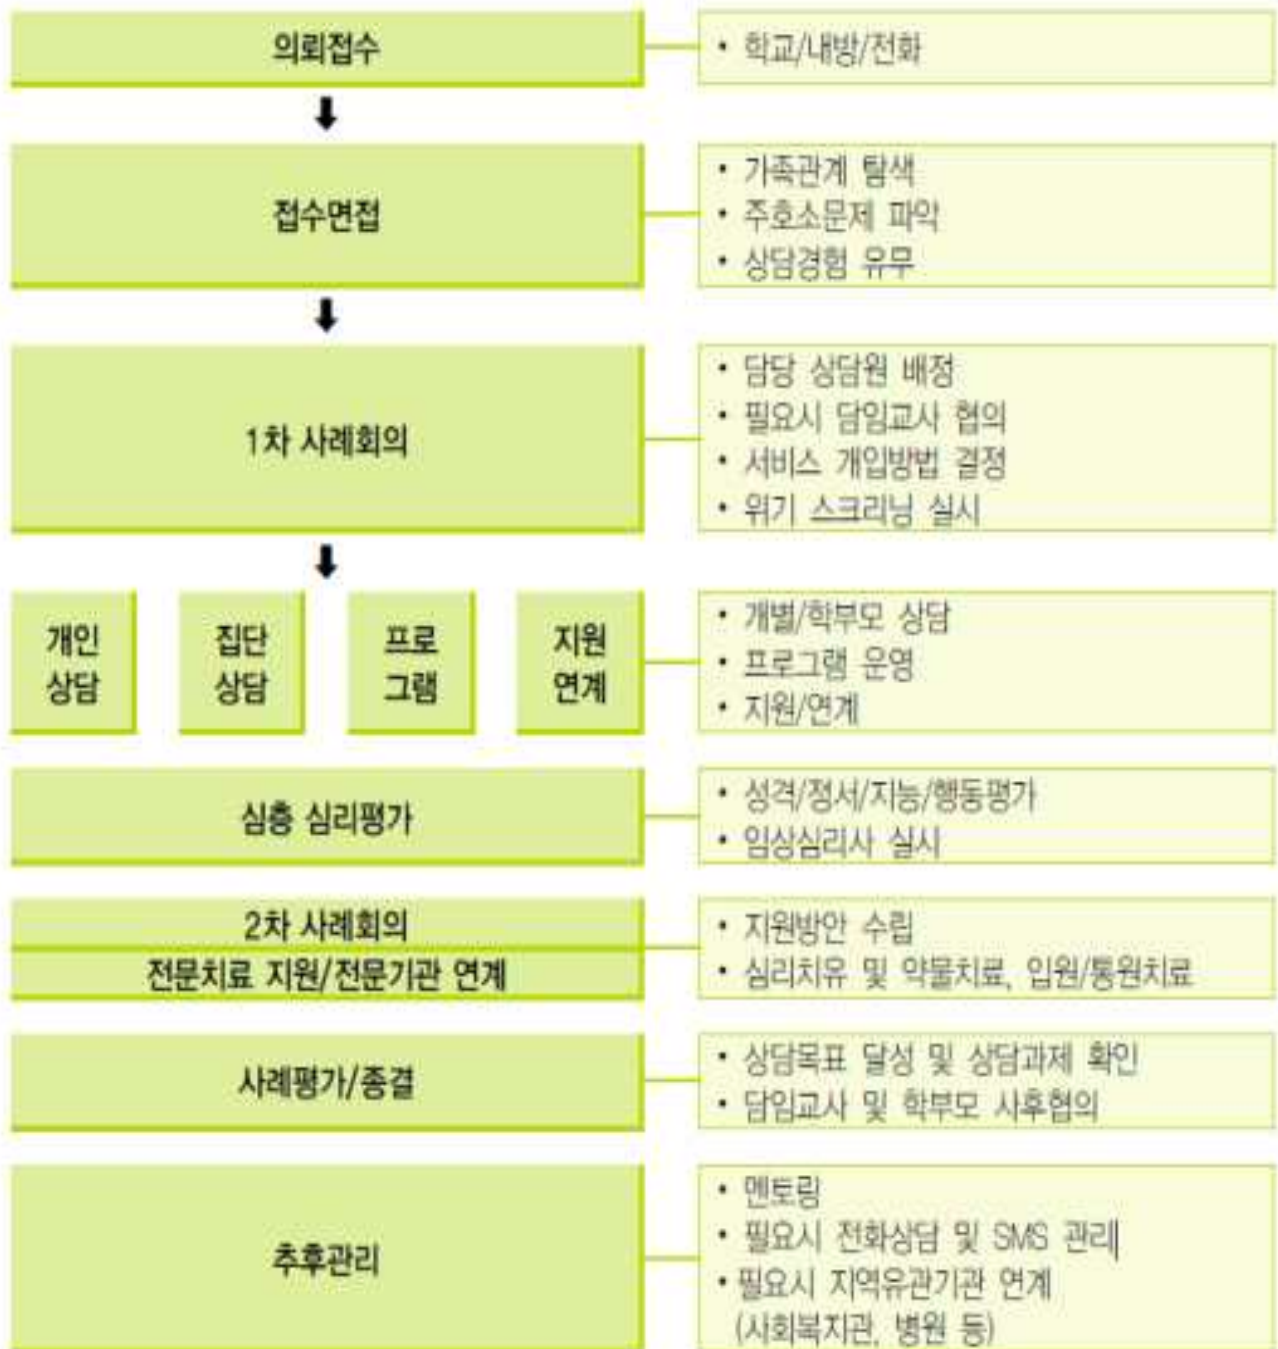 의뢰접수
• 학교/내방/전화
접수면접
• 가족관계 탐색
• 주호소문제 파악
• 상담경험 유무
1차 사례회의
• 담당 상담원 배정
• 필요시 담임교사 협의
• 서비스 개입방법 결정
• 위기 스크리닝 실시
개인
상담
집단
상담
프로
그램
지원
연계
• 개별/학부모 상담
• 프로그램 운영
• 지원/연계
심층 심리평가
• 성격/정서/지능/행동평가
• 임상심리사 실시
2차 사례회의
전문치료 지원/전문기관 연계
• 지원방안 수립
• 심리치유 및 약물치료, 입원/통원치료
사례평가/종결
• 상담목표 달성 및 상담과제 확인
• 담임교사 및 학부모 사후협의
추후관리
• 멘토링
• 필요시 전화상담 및 SMS 관리
• 필요시 지역유관기관 연계
(사회복지관, 병원 등)